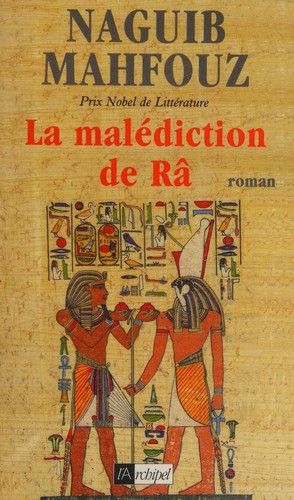 NAGUIB
MAHFOUZ
Prix Nobel de Littérature
La malédiction
de Râ
roman
l'Archipel